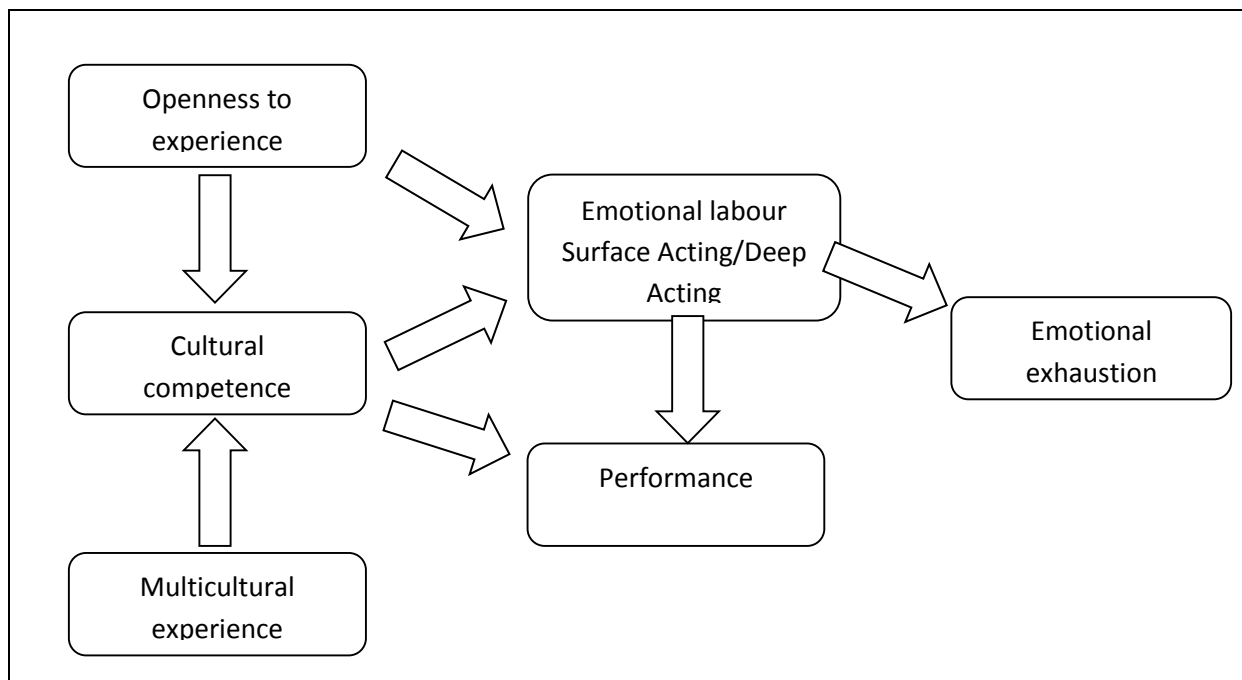 Openness to
experience
Emotional labour
Surface Acting/Deep
Acting
Cultural
competence
Emotional
exhaustion
Performance
Multicultural
experience